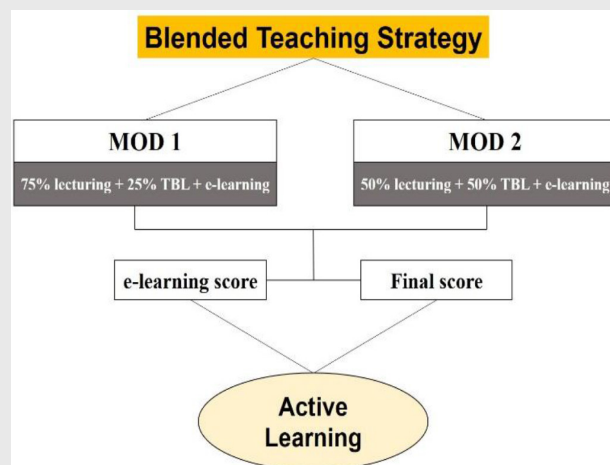 Blended Teaching Strategy
MOD 1
75% lecturing + 25% TBL + e-learning
MOD 2
50% lecturing + 50% TBL + e-learning
e-learning score
Final score
Active
Learning